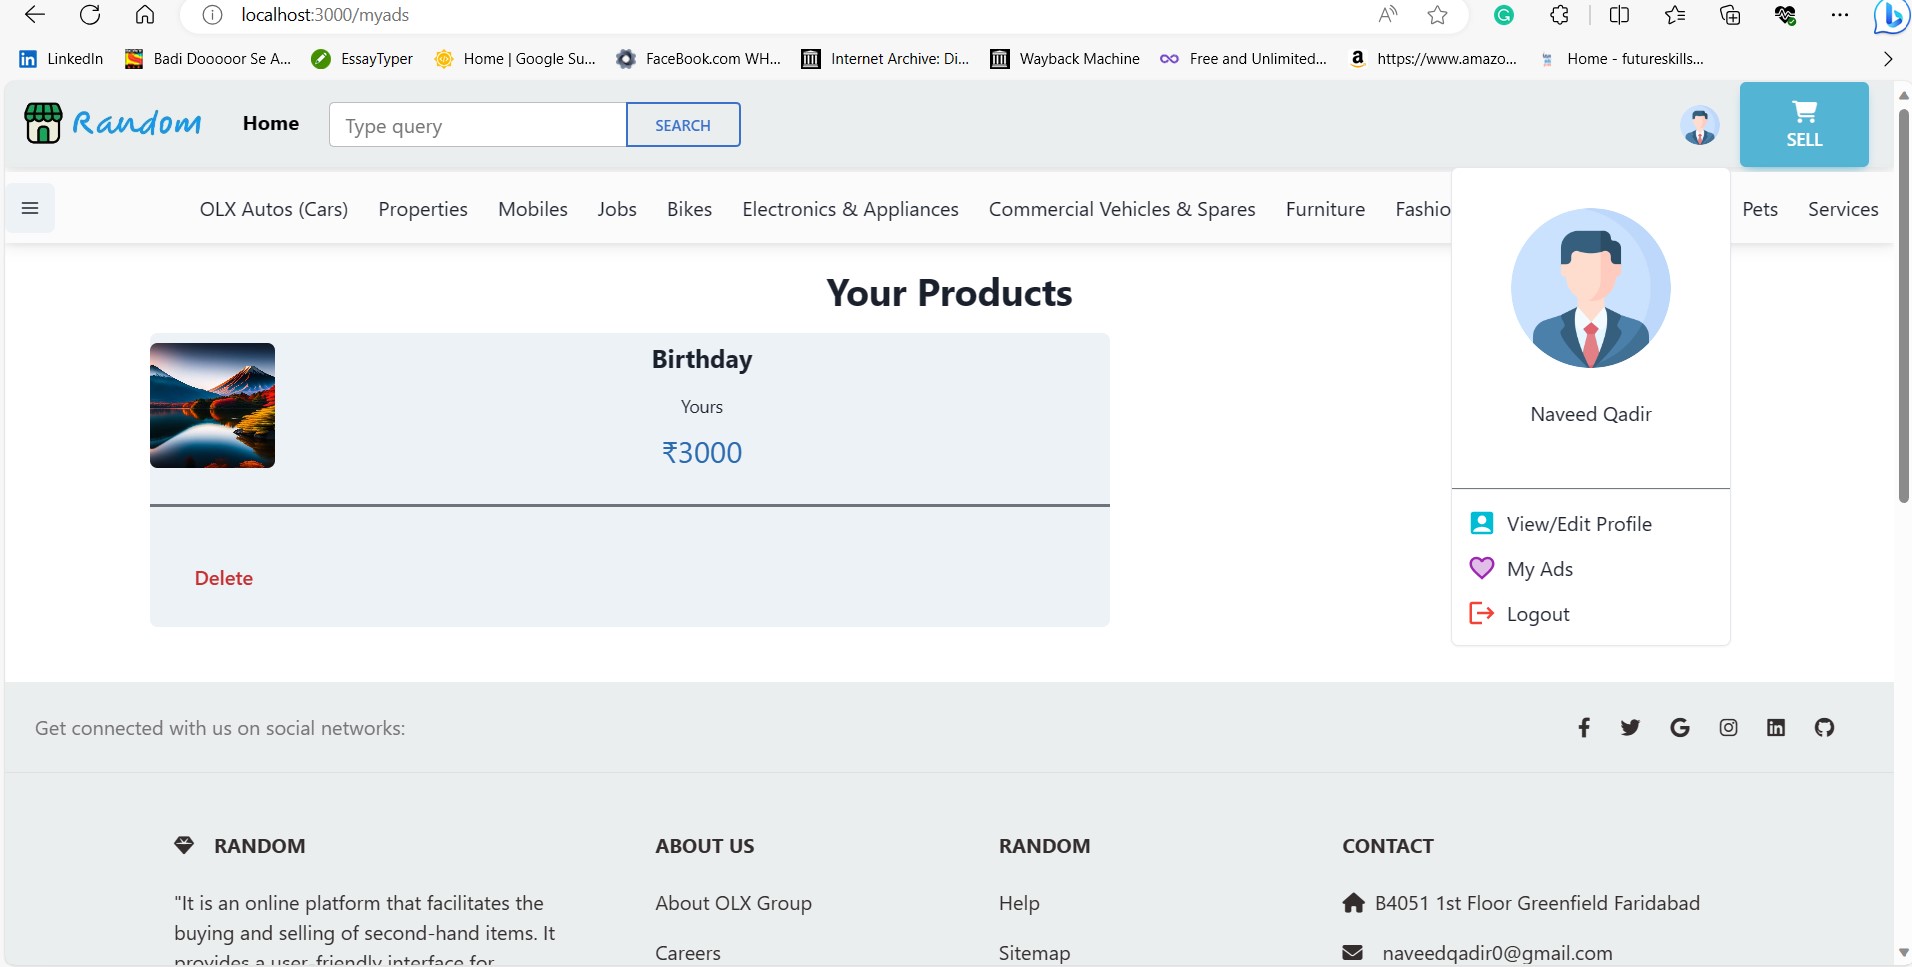 localhost:3000/myads
LinkedIn Badi Dooooor Se A... EssayTyper Home | Google Su... FaceBook.com WH... Internet Archive: Di... Wayback Machine Free and Unlimited... https://www.amazo... Home - futureskills...
Random Home Type query SEARCH SELL
OLX Autos (Cars) Properties Mobiles Jobs Bikes Electronics & Appliances Commercial Vehicles & Spares Furniture Fashio Pets Services
Your Products
Birthday
Yours
₹3000
Delete
Naveed Qadir
View/Edit Profile
My Ads
Logout
Get connected with us on social networks:
RANDOM
"It is an online platform that facilitates the
buying and selling of second-hand items. It
provides a user-friendly interface for
ABOUT US
About OLX Group
Careers
RANDOM
Help
Sitemap
CONTACT
B4051 1st Floor Greenfield Faridabad
naveedqadir0@gmail.com